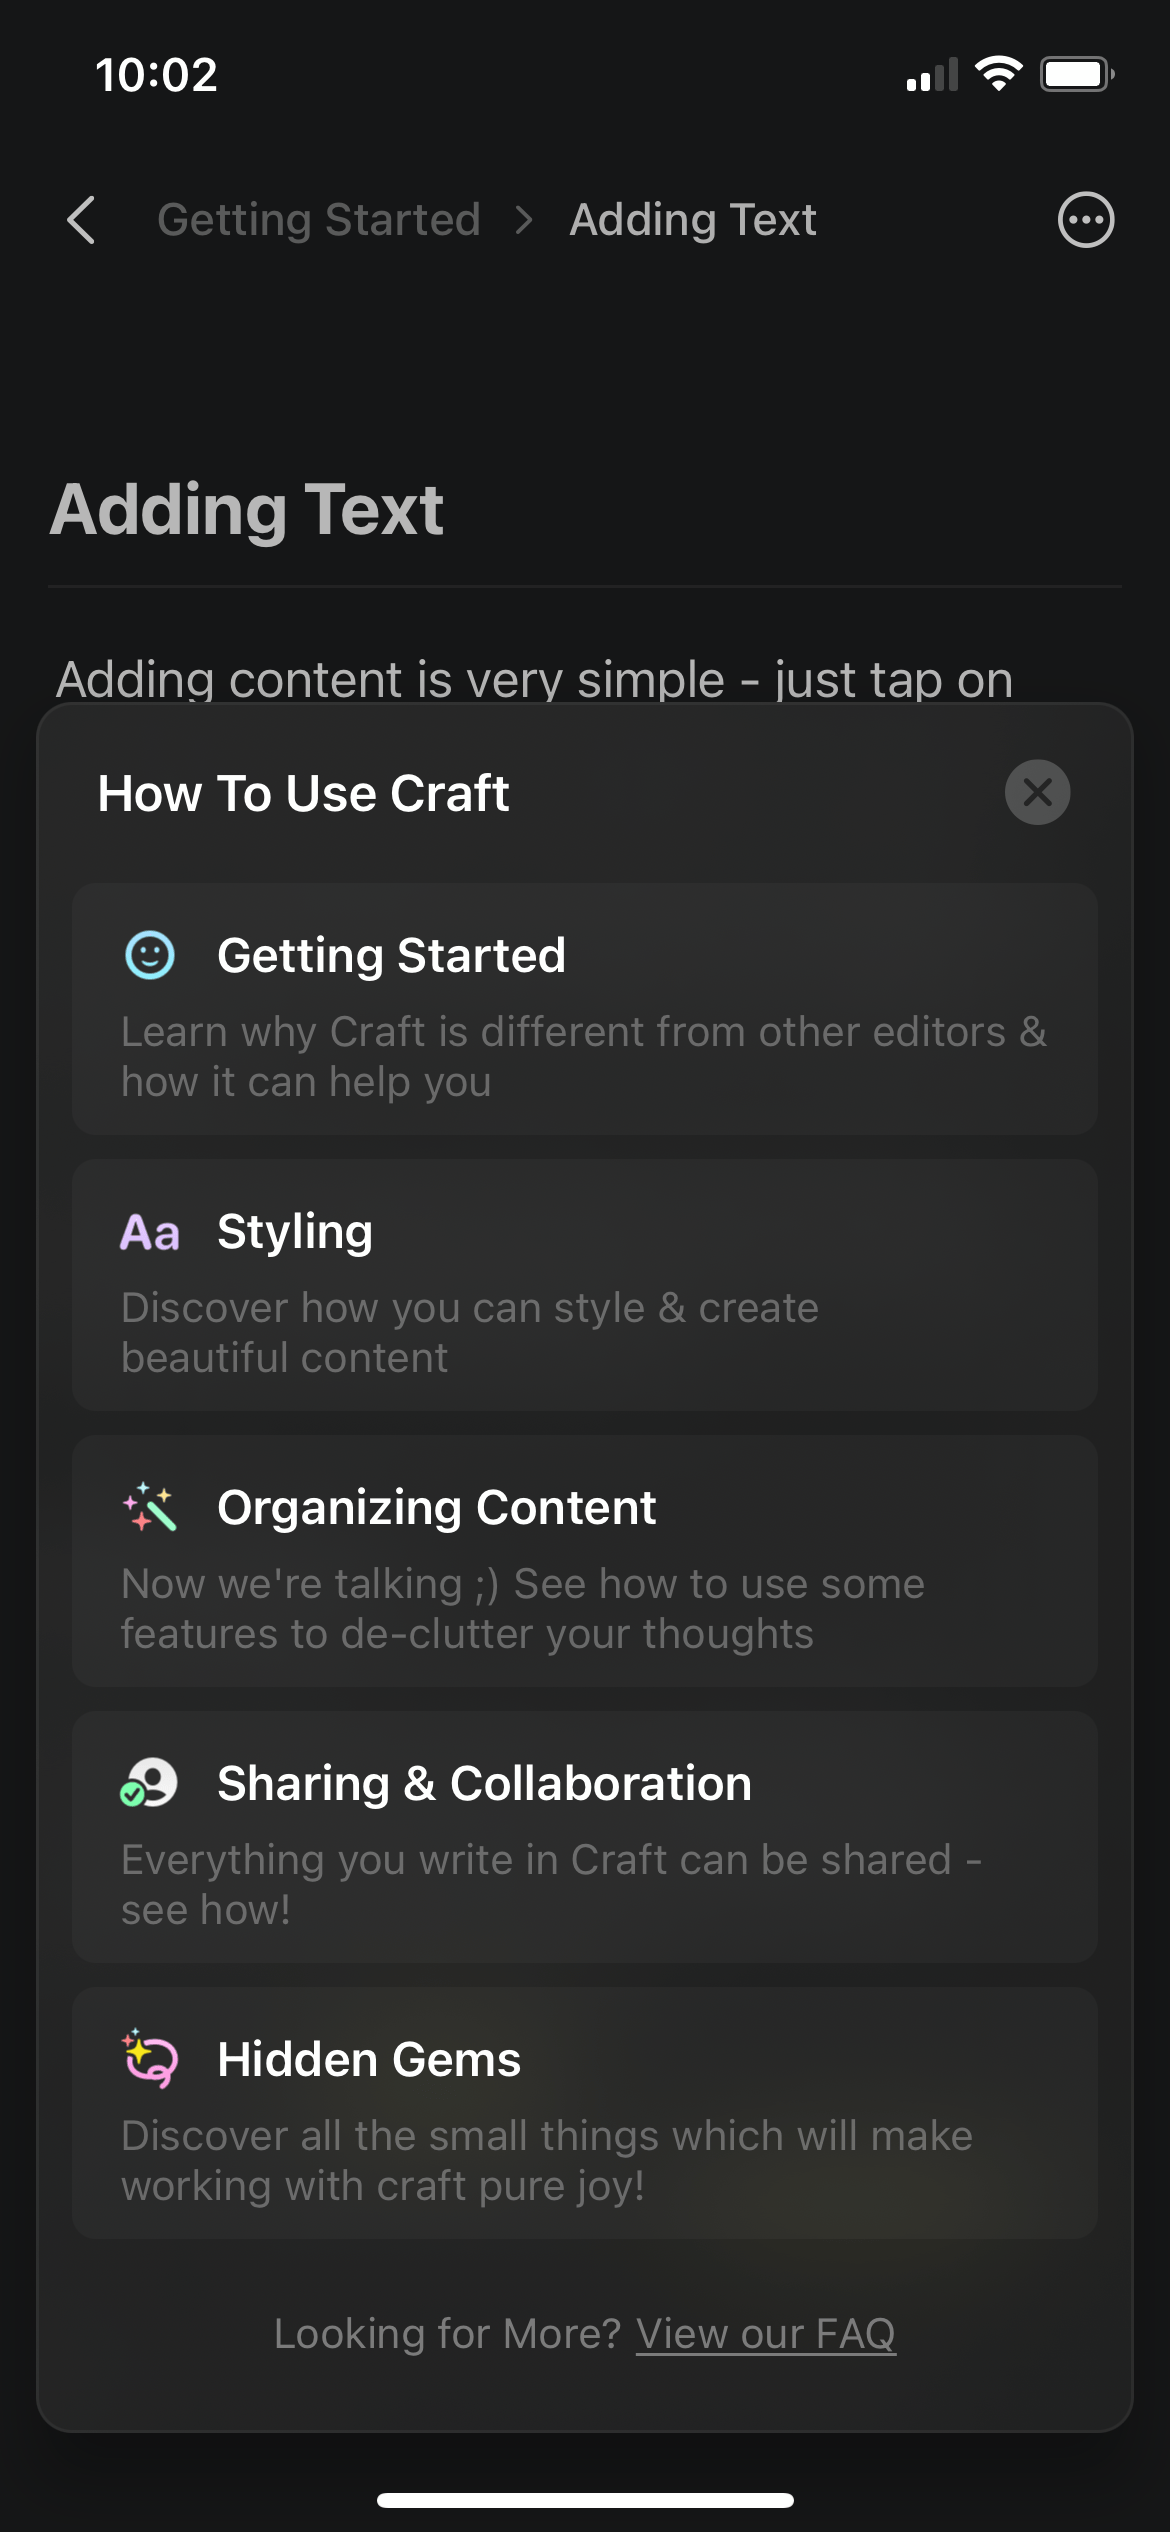 10:02
Getting Started > Adding Text
Adding Text
Adding content is very simple - just tap on
How To Use Craft
Getting Started
Learn why Craft is different from other editors &
how it can help you
Aa Styling
Discover how you can style & create
beautiful content
Organizing Content
Now we're talking ;) See how to use some
features to de-clutter your thoughts
Sharing & Collaboration
Everything you write in Craft can be shared -
see how!
Hidden Gems
Discover all the small things which will make
working with craft pure joy!
Looking for More? View our FAQ